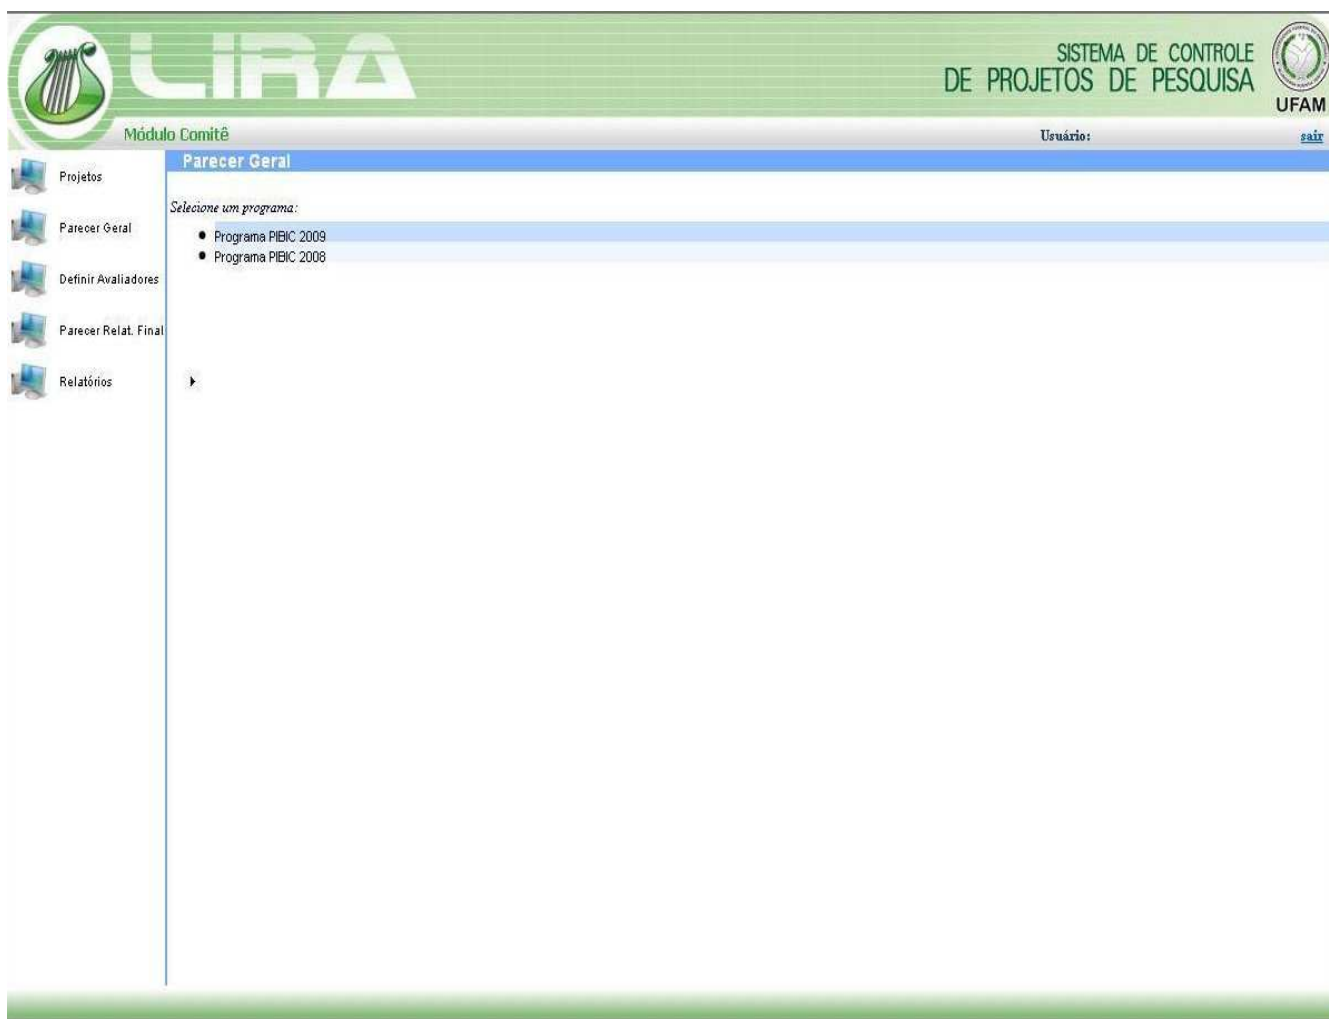 LIRA
SISTEMA DE CONTROLE
DE PROJETOS DE PESQUISA
UFAM
Módulo Comitê
Usuário:
sair
Parecer Geral
Projetos
Selecione um programa:
Parecer Geral
Programa PIBIC 2009
Programa PIBIC 2008
Definir Avaliadores
Parecer Relat. Final
Relatórios